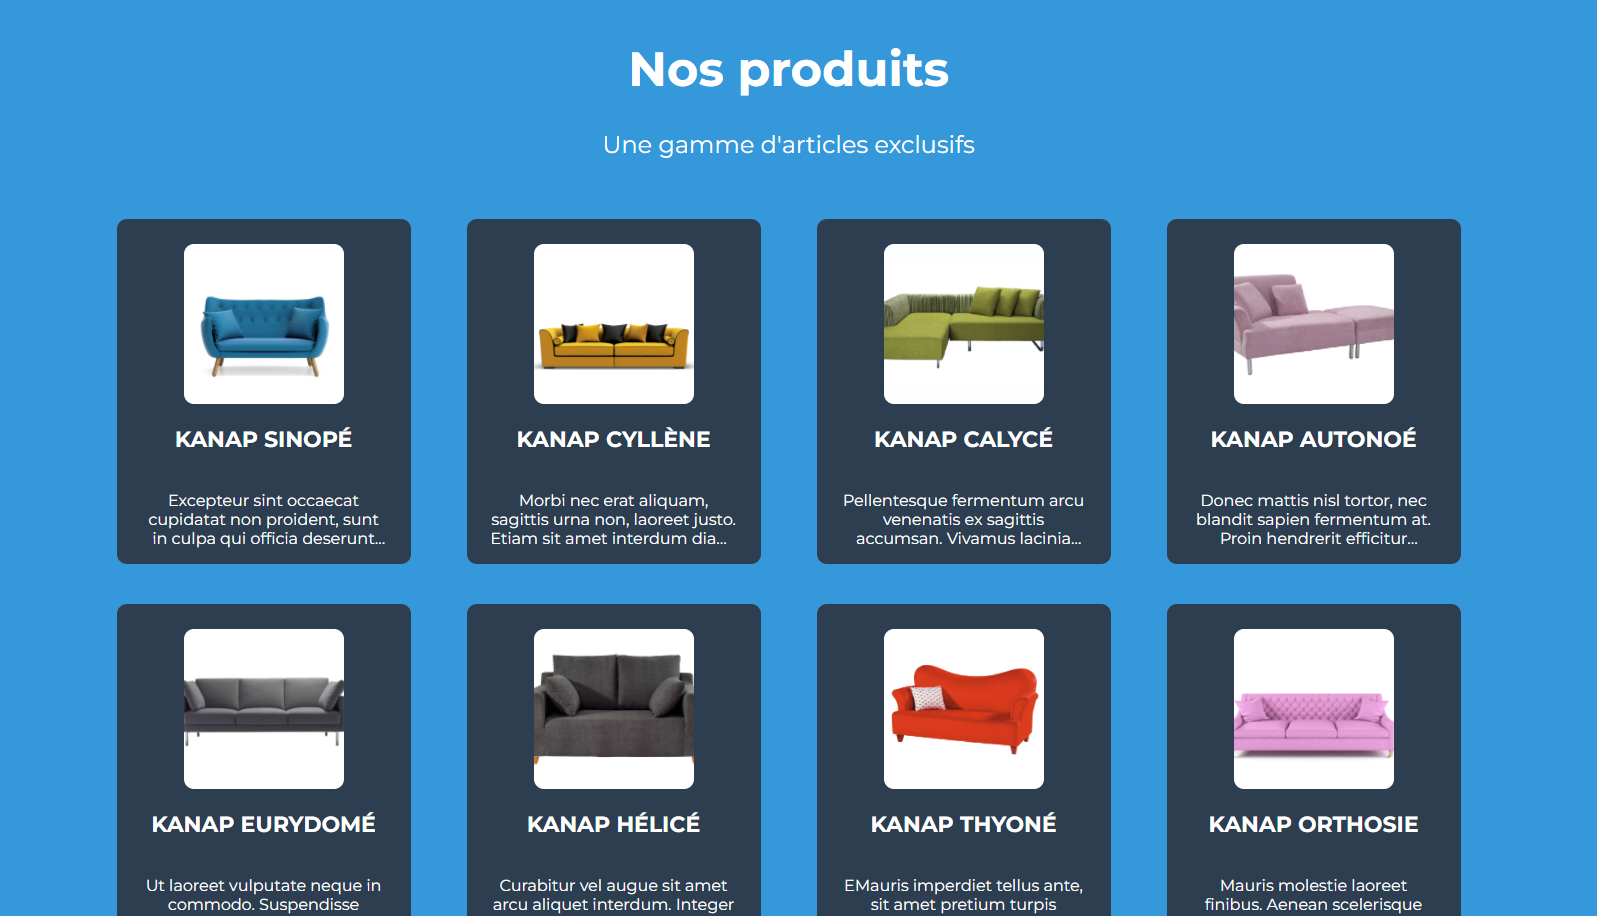 Nos produits
Une gamme d'articles exclusifs
KANAP SINOPÉ
Excepteur sint occaecat
cupidatat non proident, sunt
in culpa qui officia deserunt...
KANAP CYLLÈNE
Morbi nec erat aliquam,
sagittis urna non, laoreet justo.
Etiam sit amet interdum dia...
KANAP CALYCÉ
Pellentesque fermentum arcu
venenatis ex sagittis
accumsan. Vivamus lacinia...
KANAP AUTONOÉ
Donec mattis nisl tortor, nec
blandit sapien fermentum at.
Proin hendrerit efficitur...
KANAP EURYDOMÉ
Ut laoreet vulputate neque in
commodo. Suspendisse
KANAP HÉLICÉ
Curabitur vel augue sit amet
arcu aliquet interdum. Integer
KANAP THYONÉ
EMauris imperdiet tellus ante,
sit amet pretium turpis
KANAP ORTHOSIE
Mauris molestie laoreet
finibus. Aenean scelerisque